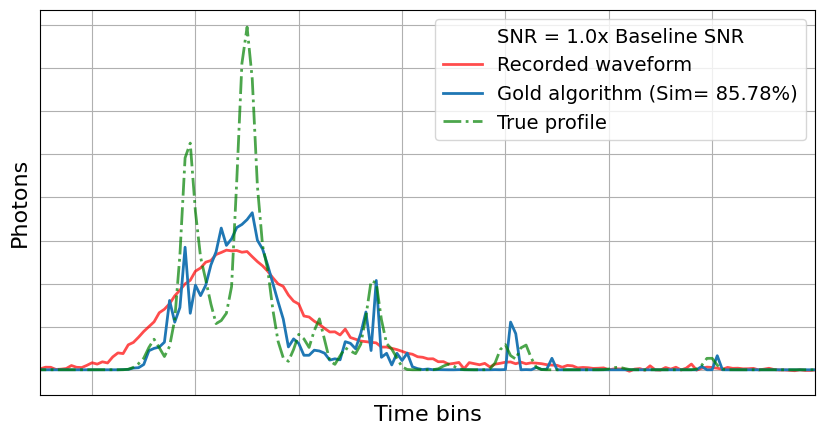 SNR = 1.0x Baseline SNR
Recorded waveform
Gold algorithm (Sim= 85.78%)
True profile
Photons
Time bins